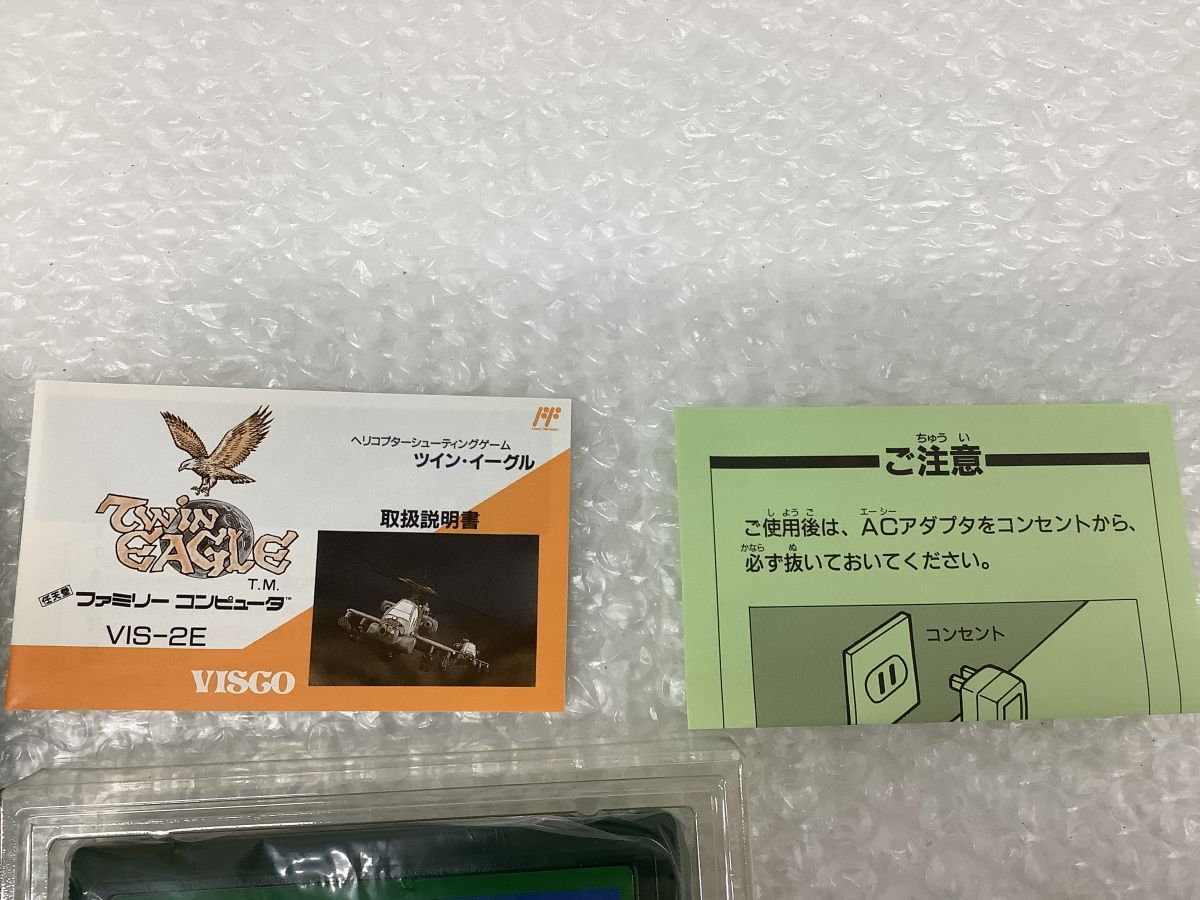 ヘリコプターシューティングゲーム
ツイン・イーグル
取扱説明書
TWIN
EAGLE
T.M.
任天堂 ファミリー コンピュータ™
VIS-2E
VISCO
ちゅう い
ご注意
し よう ご エーシー
ご使用後は、ACアダプタをコンセントから、
かなら ぬ
必ず抜いておいてください。
コンセント